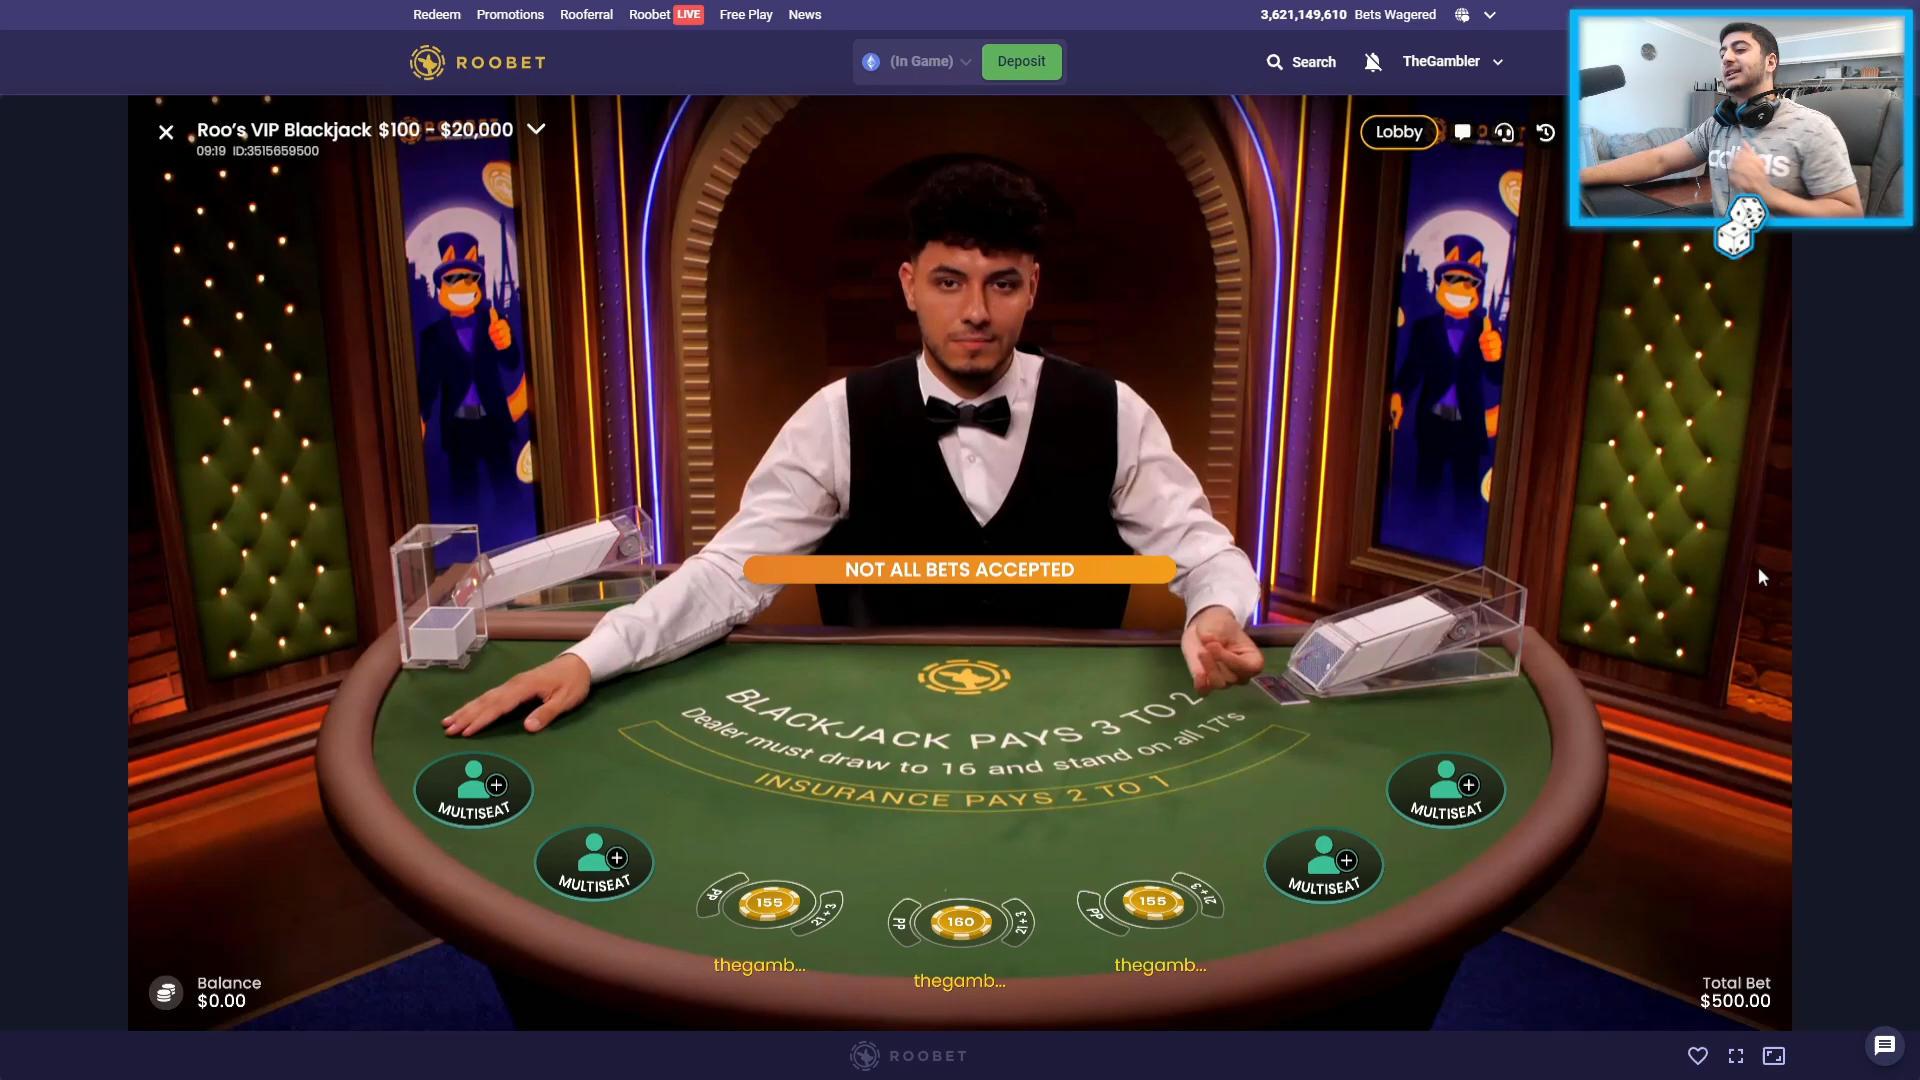 Redeem Promotions Rooferral Roobet LIVE Free Play News
3,621,149,610 Bets Wagered
ROOBET
(In Game) Deposit
Search TheGambler
Roo's VIP Blackjack $100 - $20,000
09:19 ID:3515659500
Lobby
adidas
NOT ALL BETS ACCEPTED
BLACKJACK PAYS 3 TO 2
Dealer must draw to 16 and stand on all 17's
INSURANCE PAYS 2 TO 1
MULTISEAT
MULTISEAT
MULTISEAT
MULTISEAT
PP 155 21+3
PP 160 21+3
PP 155 21+3
thegamb...
thegamb...
thegamb...
Balance
$0.00
Total Bet
$500.00
ROOBET